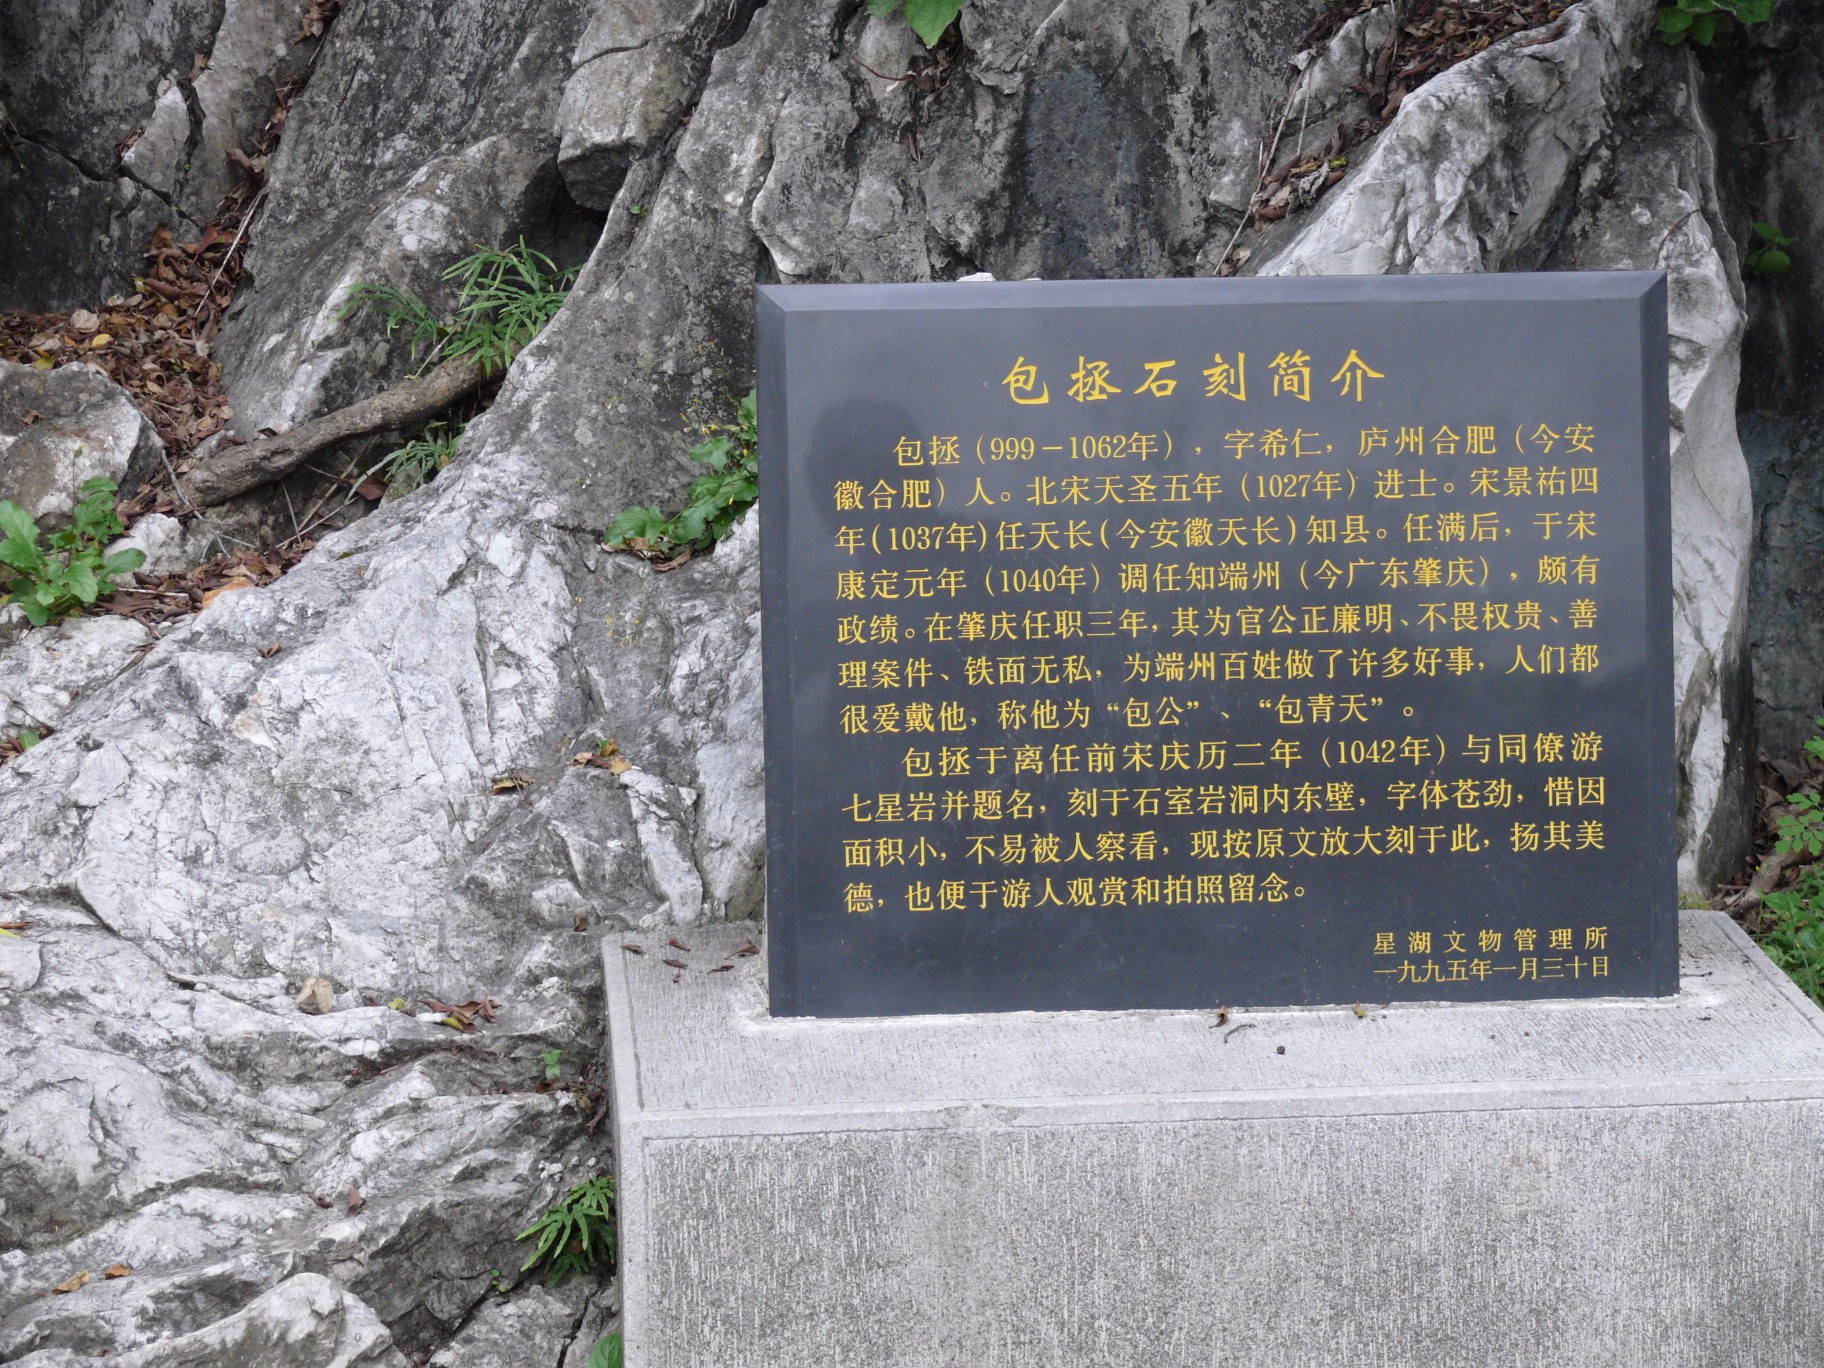 包拯石刻简介
包拯（999－1062年），字希仁，庐州合肥（今安
徽合肥）人。北宋天圣五年（1027年）进士。宋景祐四
年（1037年）任天长（今安徽天长）知县。任满后，于宋
康定元年（1040年）调任知端州（今广东肇庆），颇有
政绩。在肇庆任职三年，其为官公正廉明、不畏权贵、善
理案件、铁面无私，为端州百姓做了许多好事，人们都
很爱戴他，称他为“包公”、“包青天”。
包拯于离任前宋庆历二年（1042年）与同僚游
七星岩并题名，刻于石室岩洞内东壁，字体苍劲，惜因
面积小，不易被人察看，现按原文放大刻于此，扬其美
德，也便于游人观赏和拍照留念。
星湖文物管理所
一九九五年一月三十日